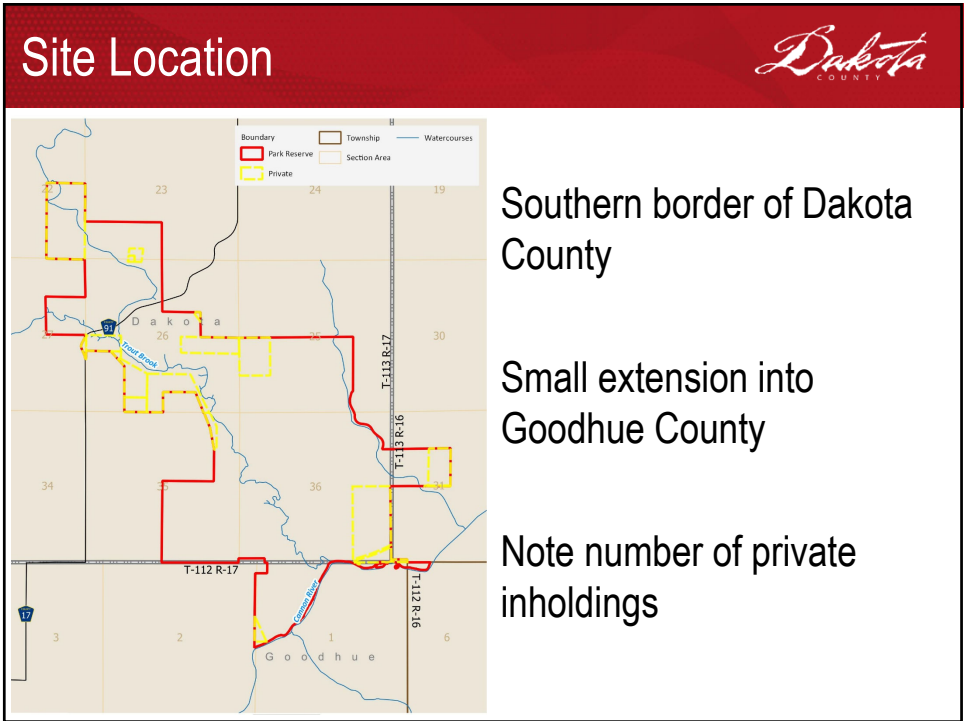 Site Location
Dakota
COUNTY
Boundary
Park Reserve
Private
Township
Section Area
Watercourses
22
23
24
19
91
Dakota
27
26
25
30
Trout Brook
T-113 R-17
T-113 R-16
34
35
36
31
T-112 R-17
T-112 R-16
Cannon River
17
3
2
1
6
Goodhue
Southern border of Dakota
County
Small extension into
Goodhue County
Note number of private
inholdings